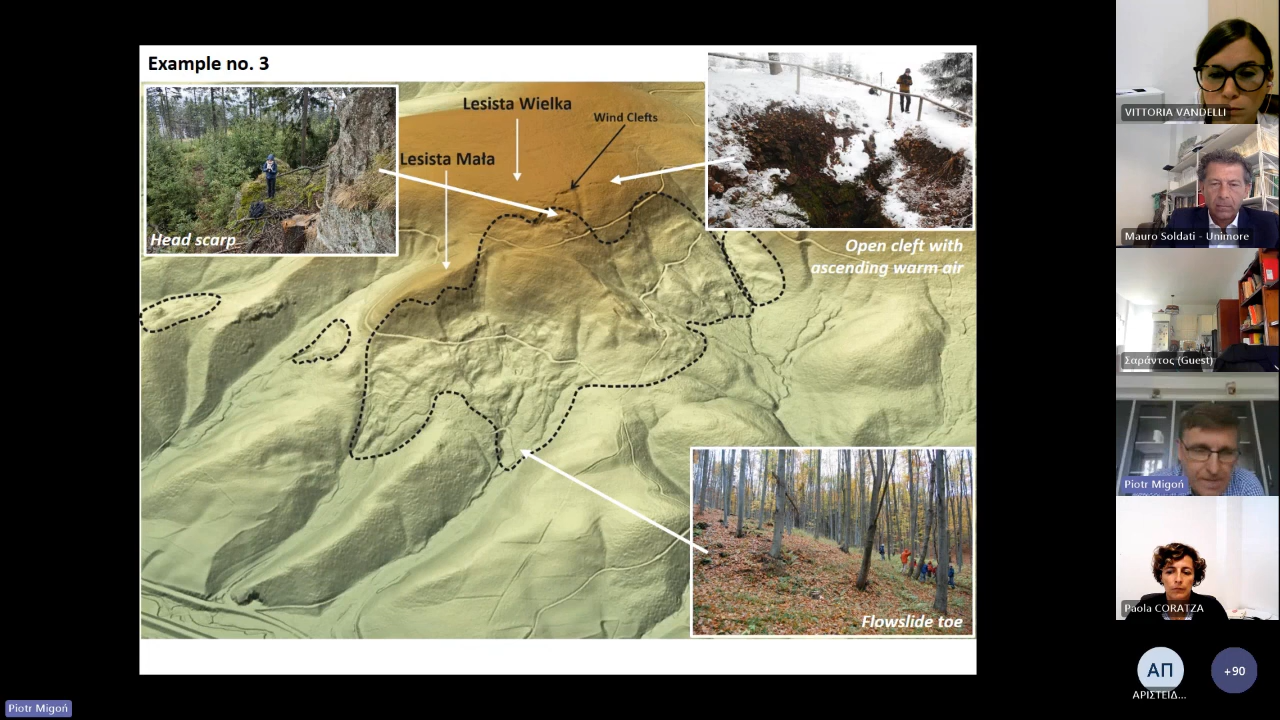 Example no. 3
Lesista Wielka
Wind Clefts
Lesista Mała
Head scarp
Open cleft with
ascending warm air
Flowslide toe
VITTORIA VANDELLI
Mauro Soldati - Unimore
Σαράντος (Guest)
Piotr Migoń
Paola CORATZA
ΑΠ
ΑΡΙΣΤΕΙΔ...
+90
Piotr Migoń